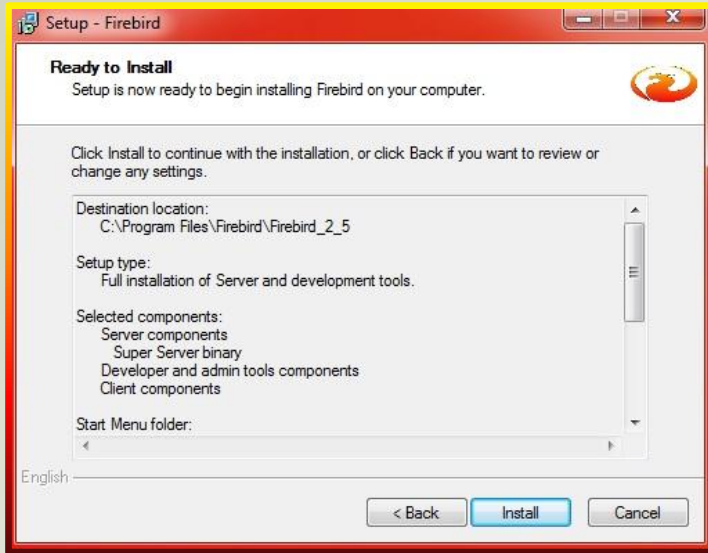 Setup - Firebird
Ready to Install
Setup is now ready to begin installing Firebird on your computer.
Click Install to continue with the installation, or click Back if you want to review or
change any settings.
Destination location:
C:\Program Files\Firebird\Firebird_2_5
Setup type:
Full installation of Server and development tools.
Selected components:
Server components
Super Server binary
Developer and admin tools components
Client components
Start Menu folder:
English
< Back
Install
Cancel